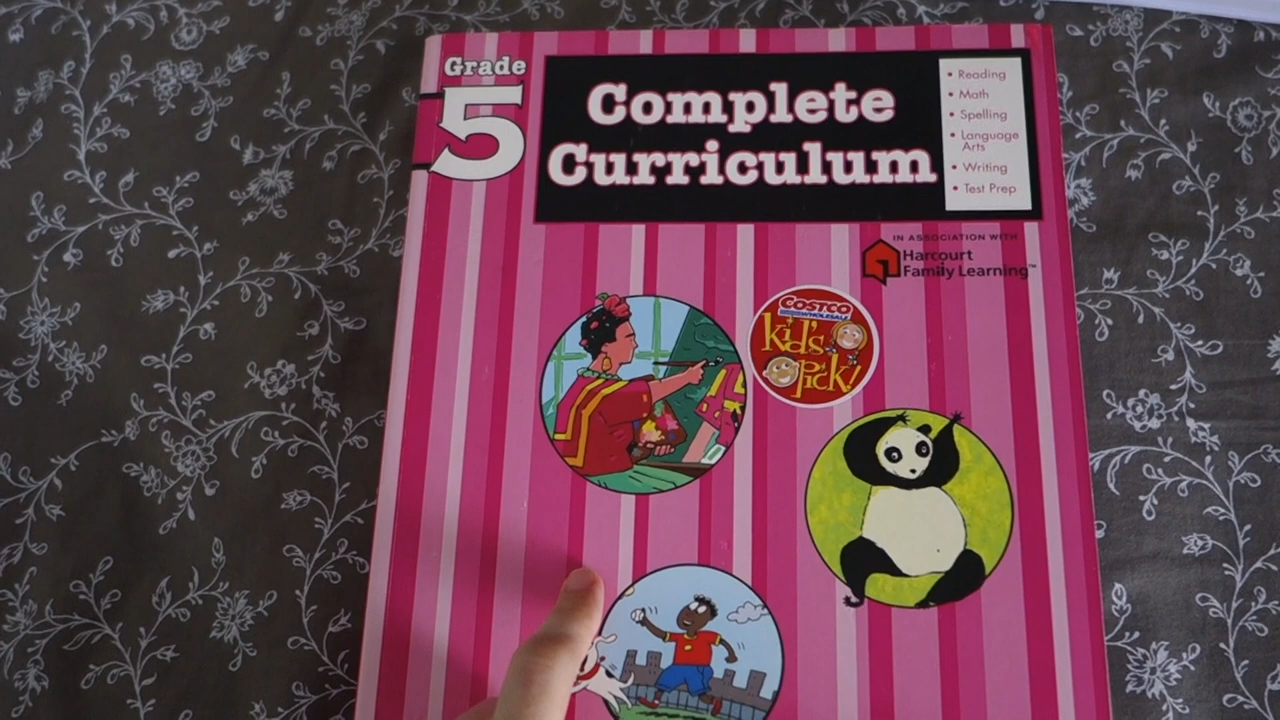 Grade
5
Complete
Curriculum
• Reading
• Math
• Spelling
• Language
Arts
• Writing
• Test Prep
IN ASSOCIATION WITH
Harcourt
Family Learning™
COSTCO
WHOLESALE
kid's
Pick!